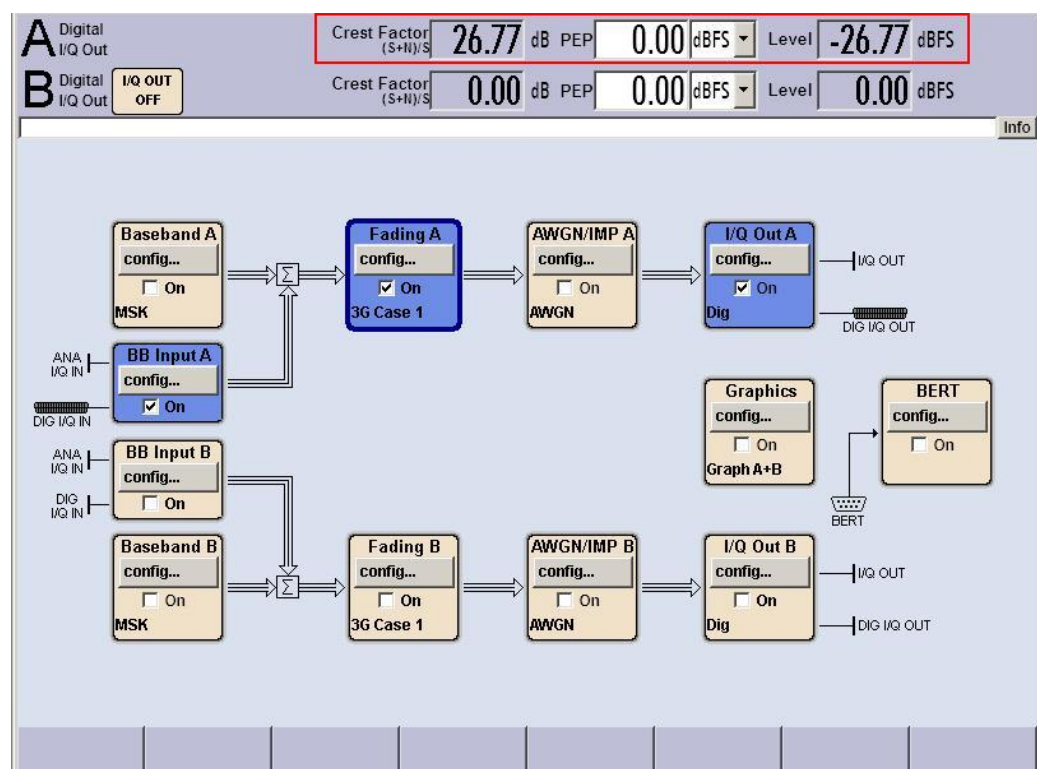 A Digital I/Q Out Crest Factor (S+N)/S 26.77 dB PEP 0.00 dBFS Level -26.77 dBFS
B Digital I/Q Out I/Q OUT OFF Crest Factor (S+N)/S 0.00 dB PEP 0.00 dBFS Level 0.00 dBFS
Info
Baseband A
config...
On
MSK
Fading A
config...
On
3G Case 1
AWGN/IMP A
config...
On
AWGN
I/Q Out A
config...
On
Dig
I/Q OUT
DIG I/Q OUT
ANA I/Q IN
DIG I/Q IN
BB Input A
config...
On
Σ
Graphics
config...
On
Graph A+B
BERT
config...
On
BERT
ANA I/Q IN
DIG I/Q IN
BB Input B
config...
On
Baseband B
config...
On
MSK
Σ
Fading B
config...
On
3G Case 1
AWGN/IMP B
config...
On
AWGN
I/Q Out B
config...
On
Dig
I/Q OUT
DIG I/Q OUT